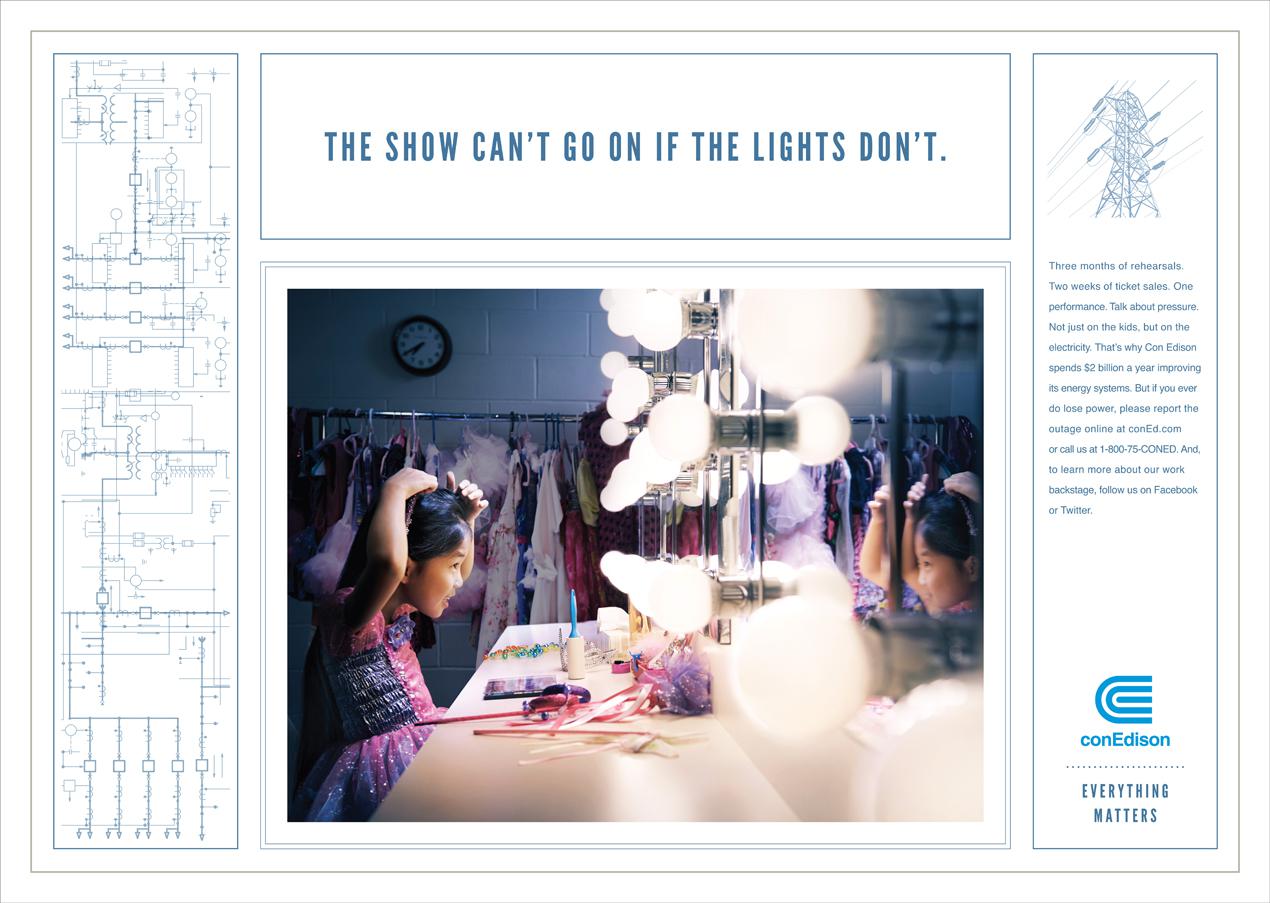 THE SHOW CAN'T GO ON IF THE LIGHTS DON'T.
Three months of rehearsals.
Two weeks of ticket sales. One
performance. Talk about pressure.
Not just on the kids, but on the
electricity. That's why Con Edison
spends $2 billion a year improving
its energy systems. But if you ever
do lose power, please report the
outage online at conEd.com
or call us at 1-800-75-CONED. And,
to learn more about our work
backstage, follow us on Facebook
or Twitter.
conEdison
EVERYTHING
MATTERS